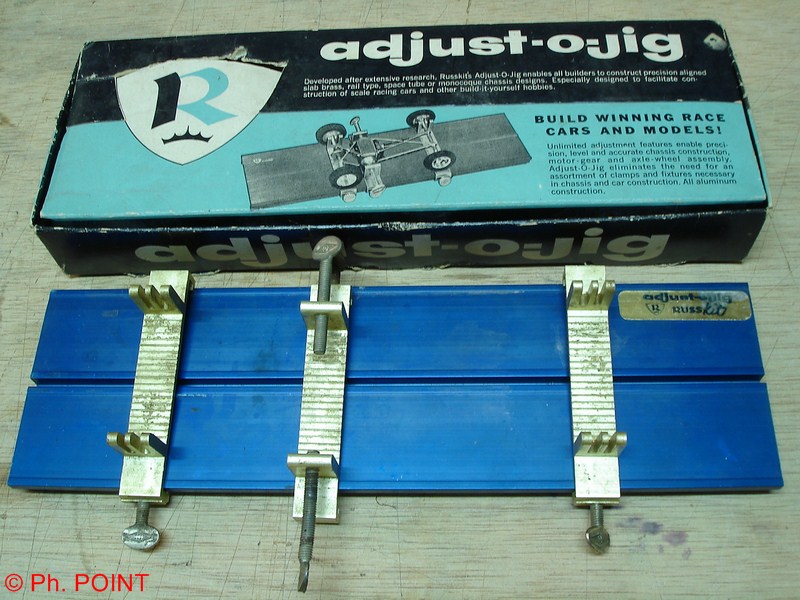 adjust-o-jig
Developed after extensive research, Russkit's Adjust-O-Jig enables all builders to construct precision aligned
slab brass, rail type, space tube or monocoque chassis designs. Especially designed to facilitate con-
struction of scale racing cars and other build-it-yourself hobbies.
R
BUILD WINNING RACE
CARS AND MODELS!
Unlimited adjustment features enable preci-
sion, level and accurate chassis construction,
motor-gear and axle-wheel assembly.
Adjust-O-Jig eliminates the need for an
assortment of clamps and fixtures necessary
in chassis and car construction. All aluminum
construction.
adjust-o-jig
adjust-o-jig
R RUSSkit
© Ph. POINT